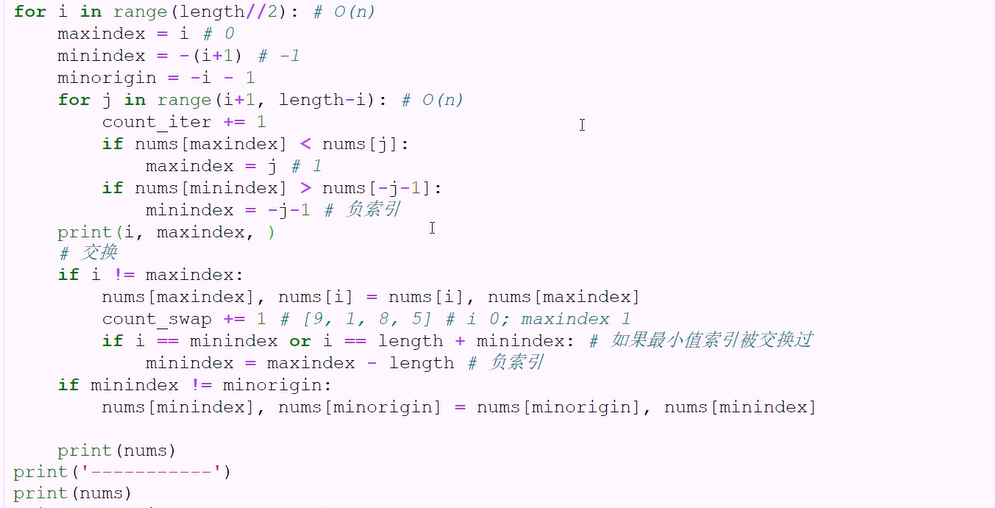 for i in range(length//2): # O(n)
    maxindex = i # 0
    minindex = -(i+1) # -1
    minorigin = -i - 1
    for j in range(i+1, length-i): # O(n)
        count_iter += 1
        if nums[maxindex] < nums[j]:
            maxindex = j # 1
        if nums[minindex] > nums[-j-1]:
            minindex = -j-1 # 负索引
    print(i, maxindex, )
    # 交换
    if i != maxindex:
        nums[maxindex], nums[i] = nums[i], nums[maxindex]
        count_swap += 1 # [9, 1, 8, 5] # i 0; maxindex 1
        if i == minindex or i == length + minindex: # 如果最小值索引被交换过
            minindex = maxindex - length # 负索引
    if minindex != minorigin:
        nums[minindex], nums[minorigin] = nums[minorigin], nums[minindex]
    print(nums)
print('-----------')
print(nums)